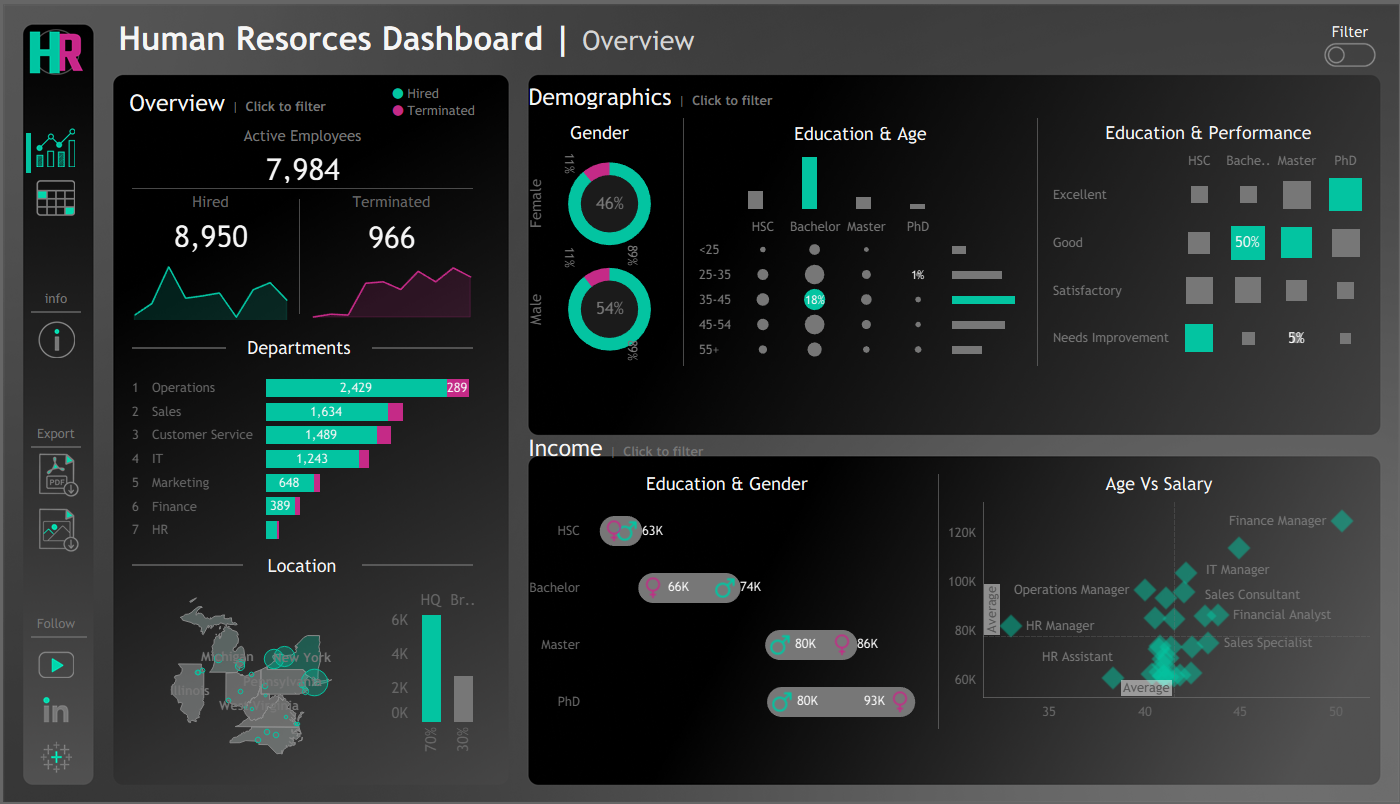 HR
Human Resorces Dashboard | Overview
Filter
Overview | Click to filter
Hired
Terminated
Active Employees
7,984
Hired
8,950
Terminated
966
Departments
1 Operations 2,429 289
2 Sales 1,634
3 Customer Service 1,489
4 IT 1,243
5 Marketing 648
6 Finance 389
7 HR
Location
Michigan
New York
Illinois
Pennsylvania
West Virginia
HQ Br..
6K
4K
2K
0K
70% 30%
info
Export
PDF
Follow
in
Demographics | Click to filter
Gender
Female
11%
46%
89%
Male
11%
54%
89%
Education & Age
HSC Bachelor Master PhD
<25
25-35 1%
35-45 18%
45-54
55+
Education & Performance
HSC Bache.. Master PhD
Excellent
Good 50%
Satisfactory
Needs Improvement 5%
Income | Click to filter
Education & Gender
HSC 63K
Bachelor 66K 74K
Master 80K 86K
PhD 80K 93K
Age Vs Salary
120K
100K
80K
60K
Finance Manager
IT Manager
Operations Manager
Sales Consultant
Financial Analyst
HR Manager
Sales Specialist
HR Assistant
Average
Average
35 40 45 50